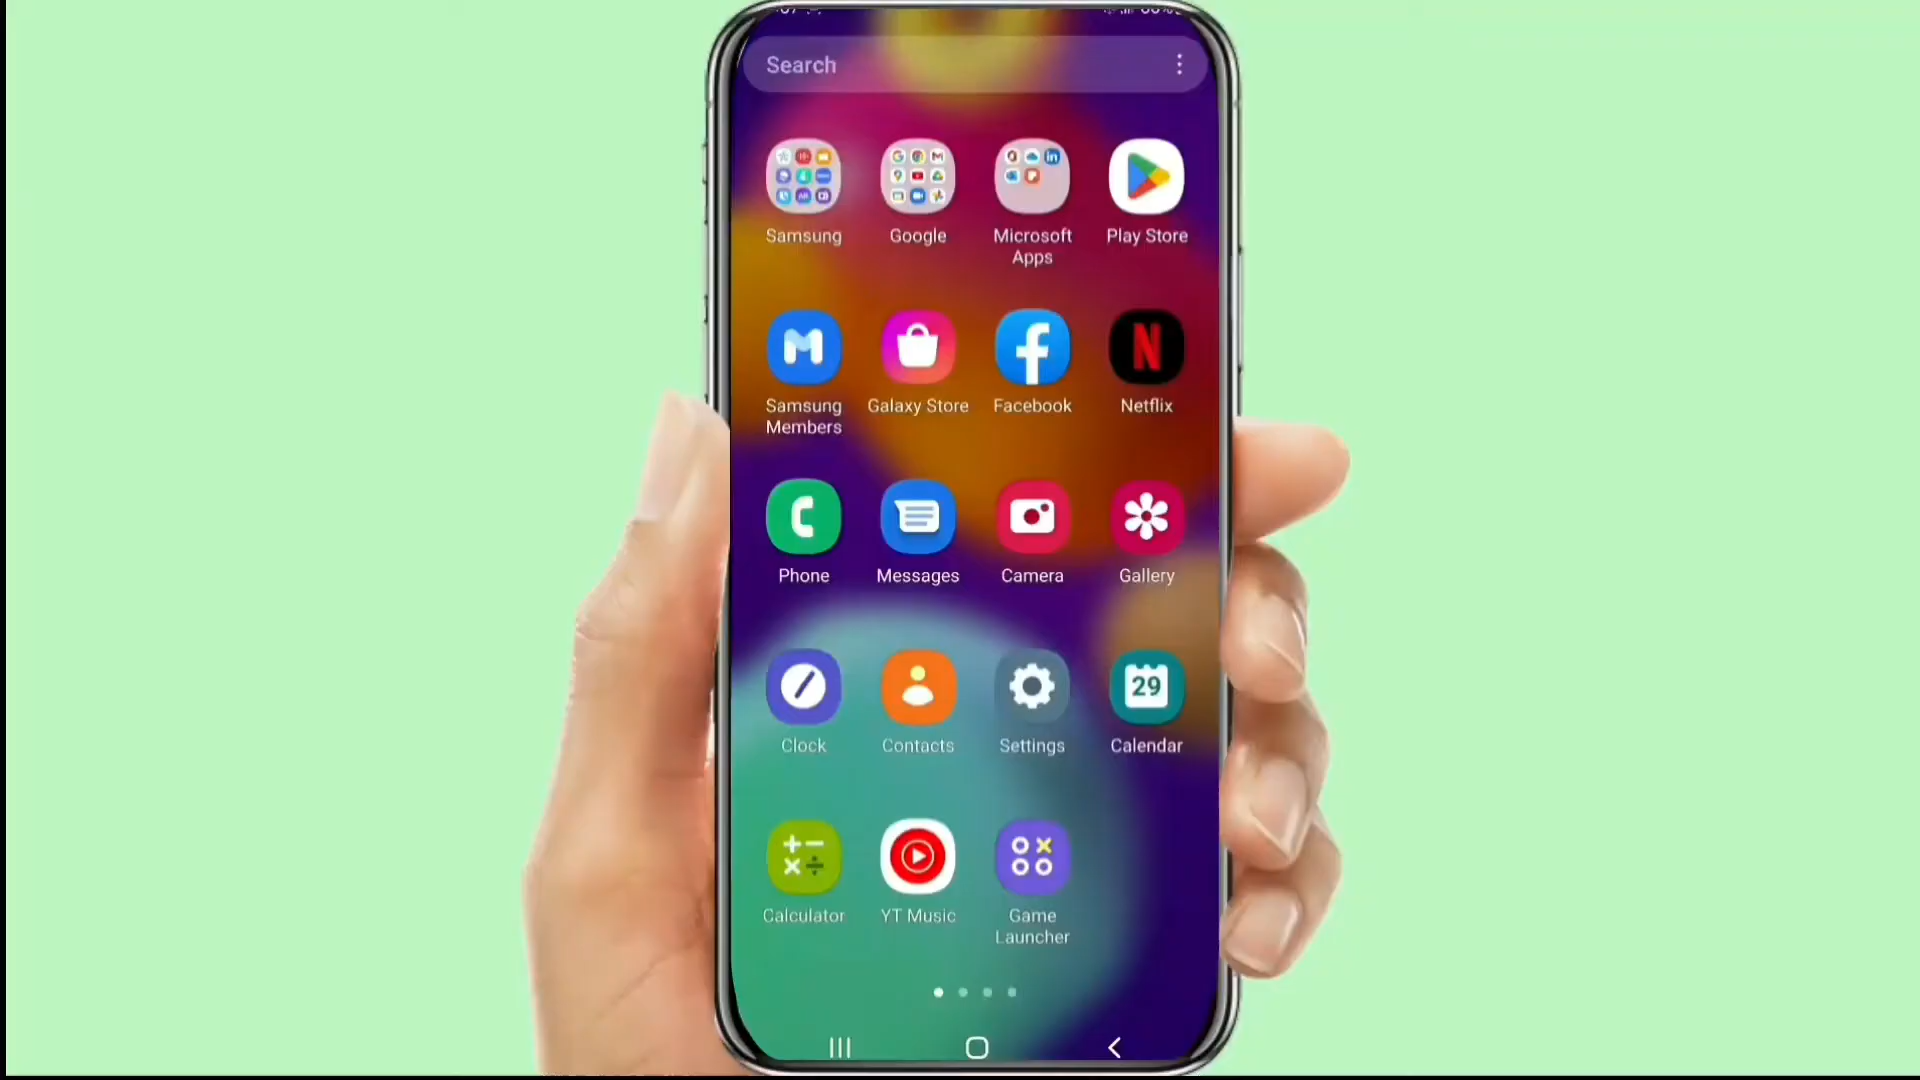 Search
Samsung
Google
Microsoft
Apps
Play Store
Samsung
Members
Galaxy Store
Facebook
Netflix
Phone
Messages
Camera
Gallery
Clock
Contacts
29
Settings
Calendar
Calculator
YT Music
Game
Launcher